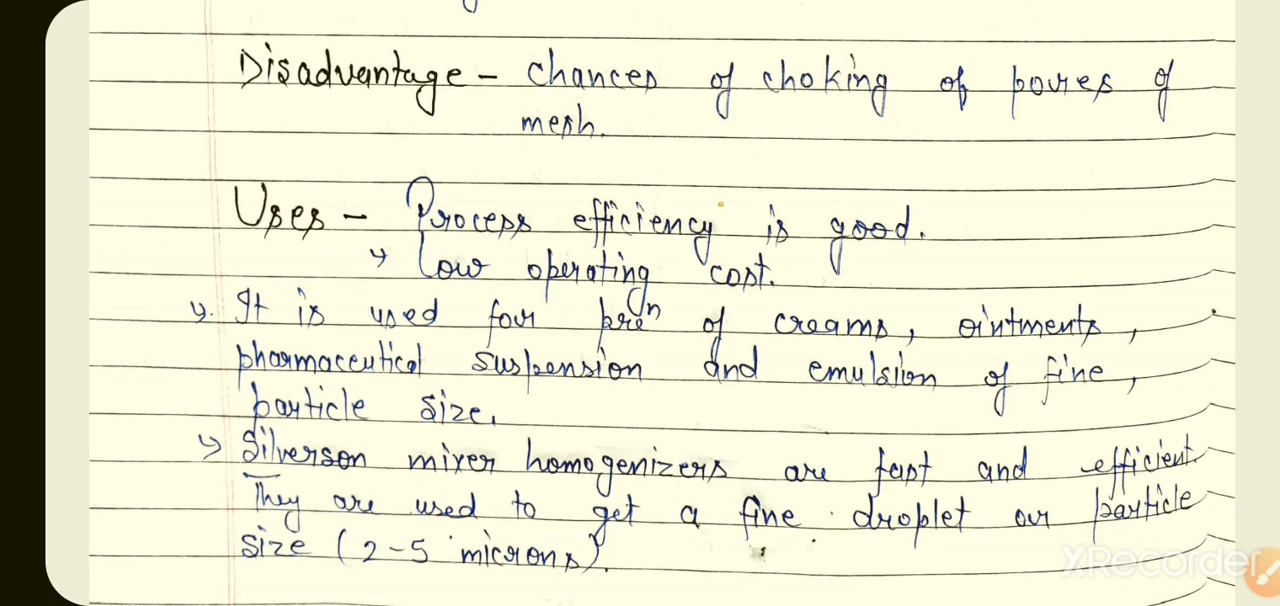 Disadvantage - chances of choking of pores of
mesh.
Uses - Process efficiency is good.
→ Low operating cost.
→ It is used for preⁿ of creams, ointments,
pharmaceutical suspension and emulsion of fine,
particle size.
→ Silverson mixer homogenizers are fast and efficient.
They are used to get a fine droplet or particle
size (2-5 microns).
XRecorder